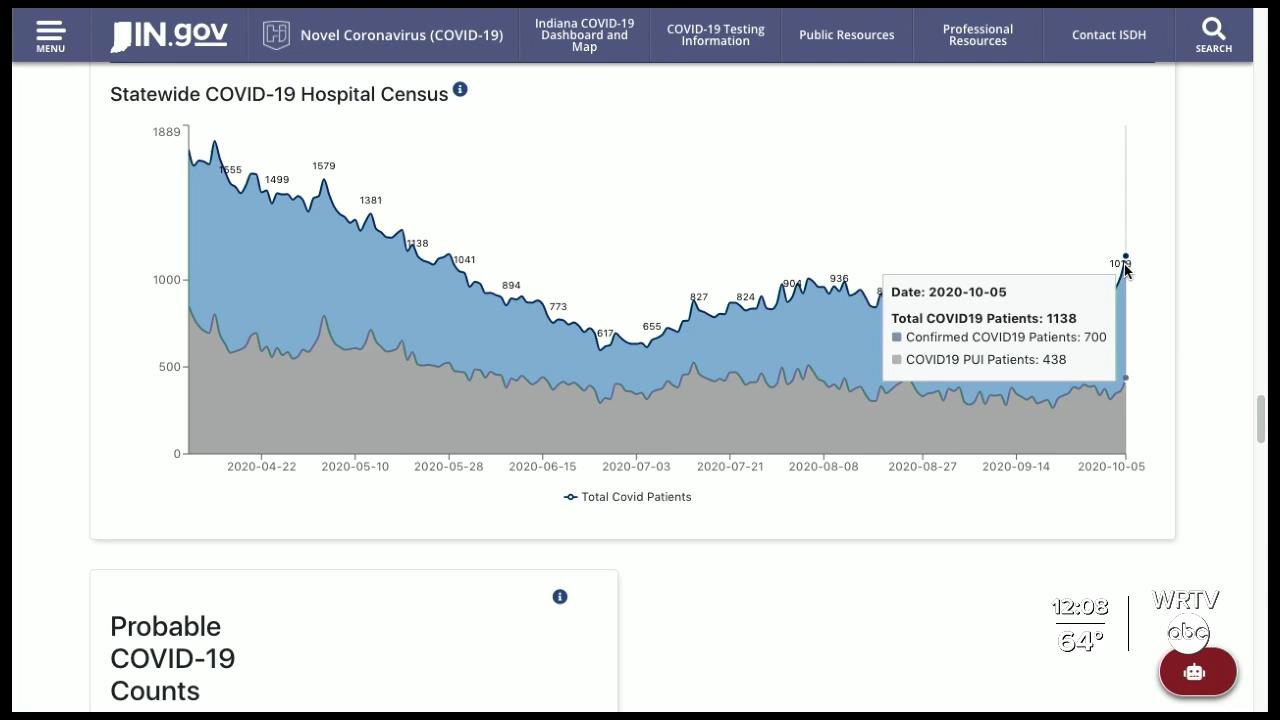 MENU
IN.gov
Novel Coronavirus (COVID-19)
Indiana COVID-19
Dashboard and
Map
COVID-19 Testing
Information
Public Resources
Professional
Resources
Contact ISDH
SEARCH
Statewide COVID-19 Hospital Census
1889
1000
500
0
1555
1499
1579
1381
1138
1041
894
773
617
655
827
824
904
936
Date: 2020-10-05
Total COVID19 Patients: 1138
Confirmed COVID19 Patients: 700
COVID19 PUI Patients: 438
2020-04-22
2020-05-10
2020-05-28
2020-06-15
2020-07-03
2020-07-21
2020-08-08
2020-08-27
2020-09-14
2020-10-05
Total Covid Patients
Probable
COVID-19
Counts
12:08
64°
WRTV
abc